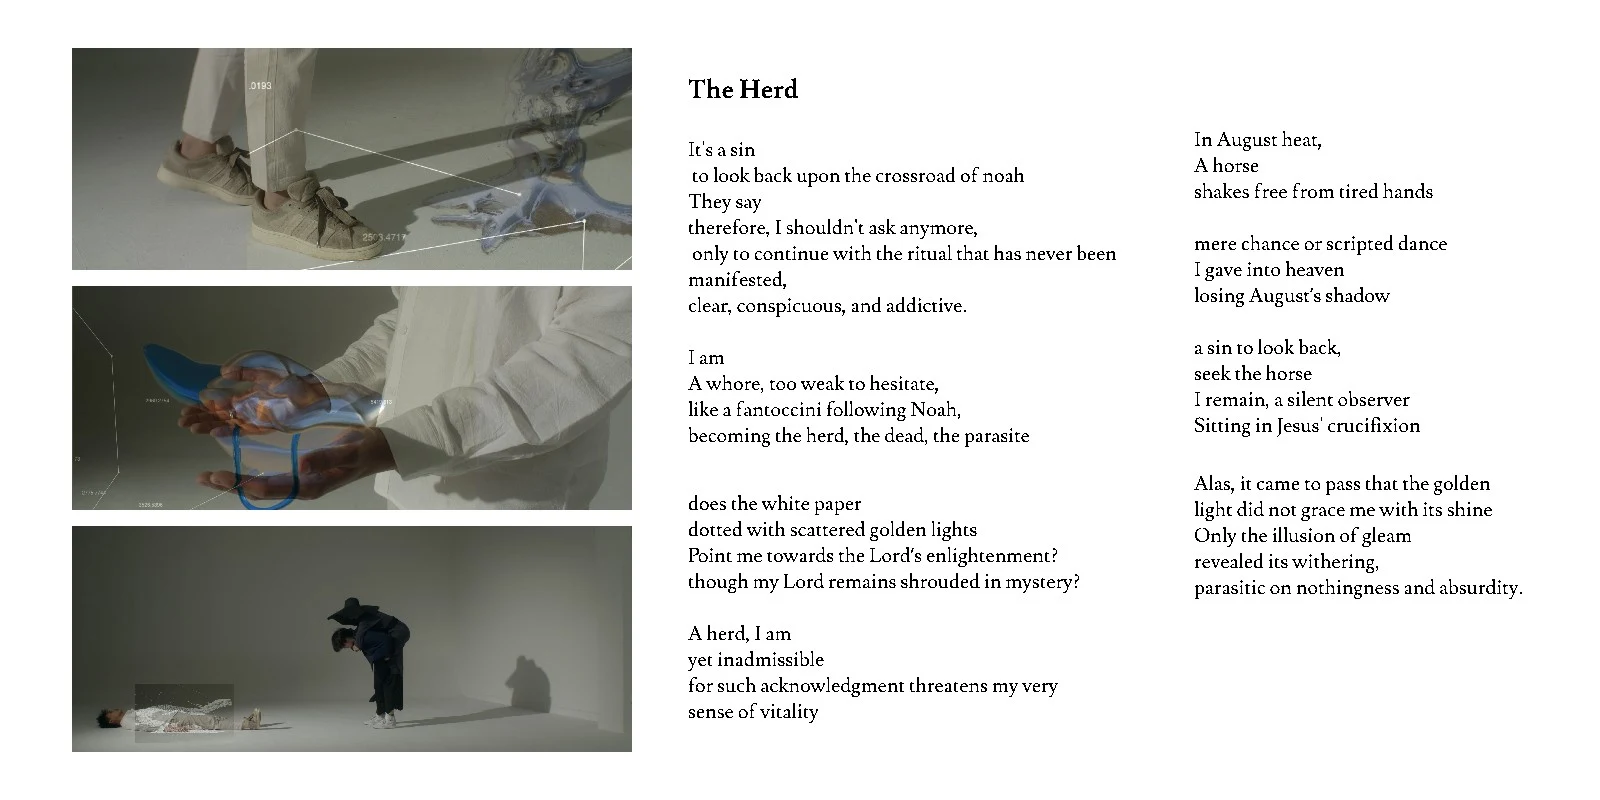 .0193
2503.4717
The Herd
It's a sin
to look back upon the crossroad of noah
They say
therefore, I shouldn't ask anymore,
only to continue with the ritual that has never been
manifested,
clear, conspicuous, and addictive.
I am
A whore, too weak to hesitate,
like a fantoccini following Noah,
becoming the herd, the dead, the parasite
does the white paper
dotted with scattered golden lights
Point me towards the Lord's enlightenment?
though my Lord remains shrouded in mystery?
A herd, I am
yet inadmissible
for such acknowledgment threatens my very
sense of vitality
In August heat,
A horse
shakes free from tired hands
mere chance or scripted dance
I gave into heaven
losing August's shadow
a sin to look back,
seek the horse
I remain, a silent observer
Sitting in Jesus' crucifixion
Alas, it came to pass that the golden
light did not grace me with its shine
Only the illusion of gleam
revealed its withering,
parasitic on nothingness and absurdity.